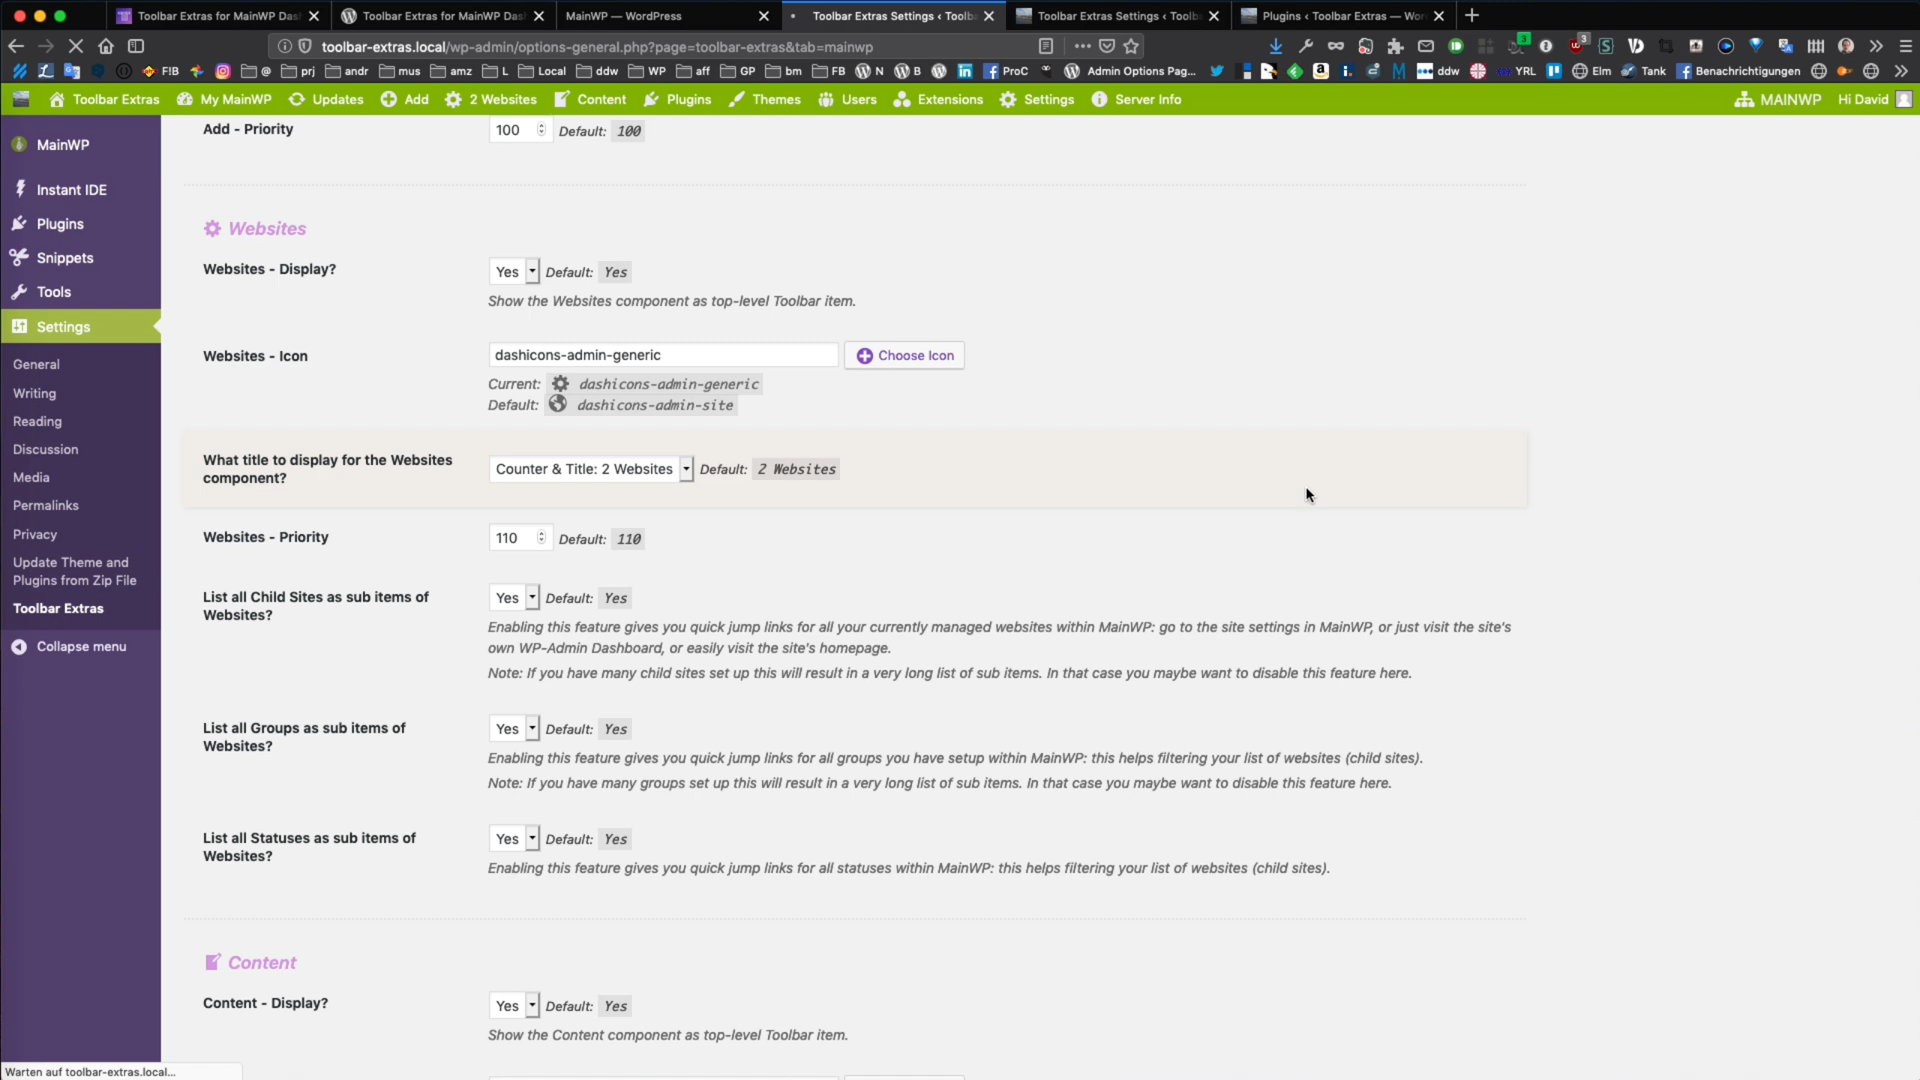 Toolbar Extras for MainWP Das
Toolbar Extras for MainWP Das
MainWP — WordPress
Toolbar Extras Settings ‹ Toolb
Toolbar Extras Settings ‹ Toolb
Plugins ‹ Toolbar Extras — Wor
toolbar-extras.local/wp-admin/options-general.php?page=toolbar-extras&tab=mainwp
F!B
@
prj
andr
mus
amz
L
Local
ddw
WP
aff
GP
bm
FB
N
B
ProC
Admin Options Pag...
ddw
YRL
Elm
Tank
Benachrichtigungen
Toolbar Extras
My MainWP
Updates
Add
2 Websites
Content
Plugins
Themes
Users
Extensions
Settings
Server Info
MAINWP
Hi David
MainWP
Instant IDE
Plugins
Snippets
Tools
Settings
General
Writing
Reading
Discussion
Media
Permalinks
Privacy
Update Theme and
Plugins from Zip File
Toolbar Extras
Collapse menu
Add - Priority
100 Default: 100
Websites
Websites - Display?
Yes Default: Yes
Show the Websites component as top-level Toolbar item.
Websites - Icon
dashicons-admin-generic Choose Icon
Current: dashicons-admin-generic
Default: dashicons-admin-site
What title to display for the Websites
component?
Counter & Title: 2 Websites Default: 2 Websites
Websites - Priority
110 Default: 110
List all Child Sites as sub items of
Websites?
Yes Default: Yes
Enabling this feature gives you quick jump links for all your currently managed websites within MainWP: go to the site settings in MainWP, or just visit the site's
own WP-Admin Dashboard, or easily visit the site's homepage.
Note: If you have many child sites set up this will result in a very long list of sub items. In that case you maybe want to disable this feature here.
List all Groups as sub items of
Websites?
Yes Default: Yes
Enabling this feature gives you quick jump links for all groups you have setup within MainWP: this helps filtering your list of websites (child sites).
Note: If you have many groups set up this will result in a very long list of sub items. In that case you maybe want to disable this feature here.
List all Statuses as sub items of
Websites?
Yes Default: Yes
Enabling this feature gives you quick jump links for all statuses within MainWP: this helps filtering your list of websites (child sites).
Content
Content - Display?
Yes Default: Yes
Show the Content component as top-level Toolbar item.
Warten auf toolbar-extras.local...